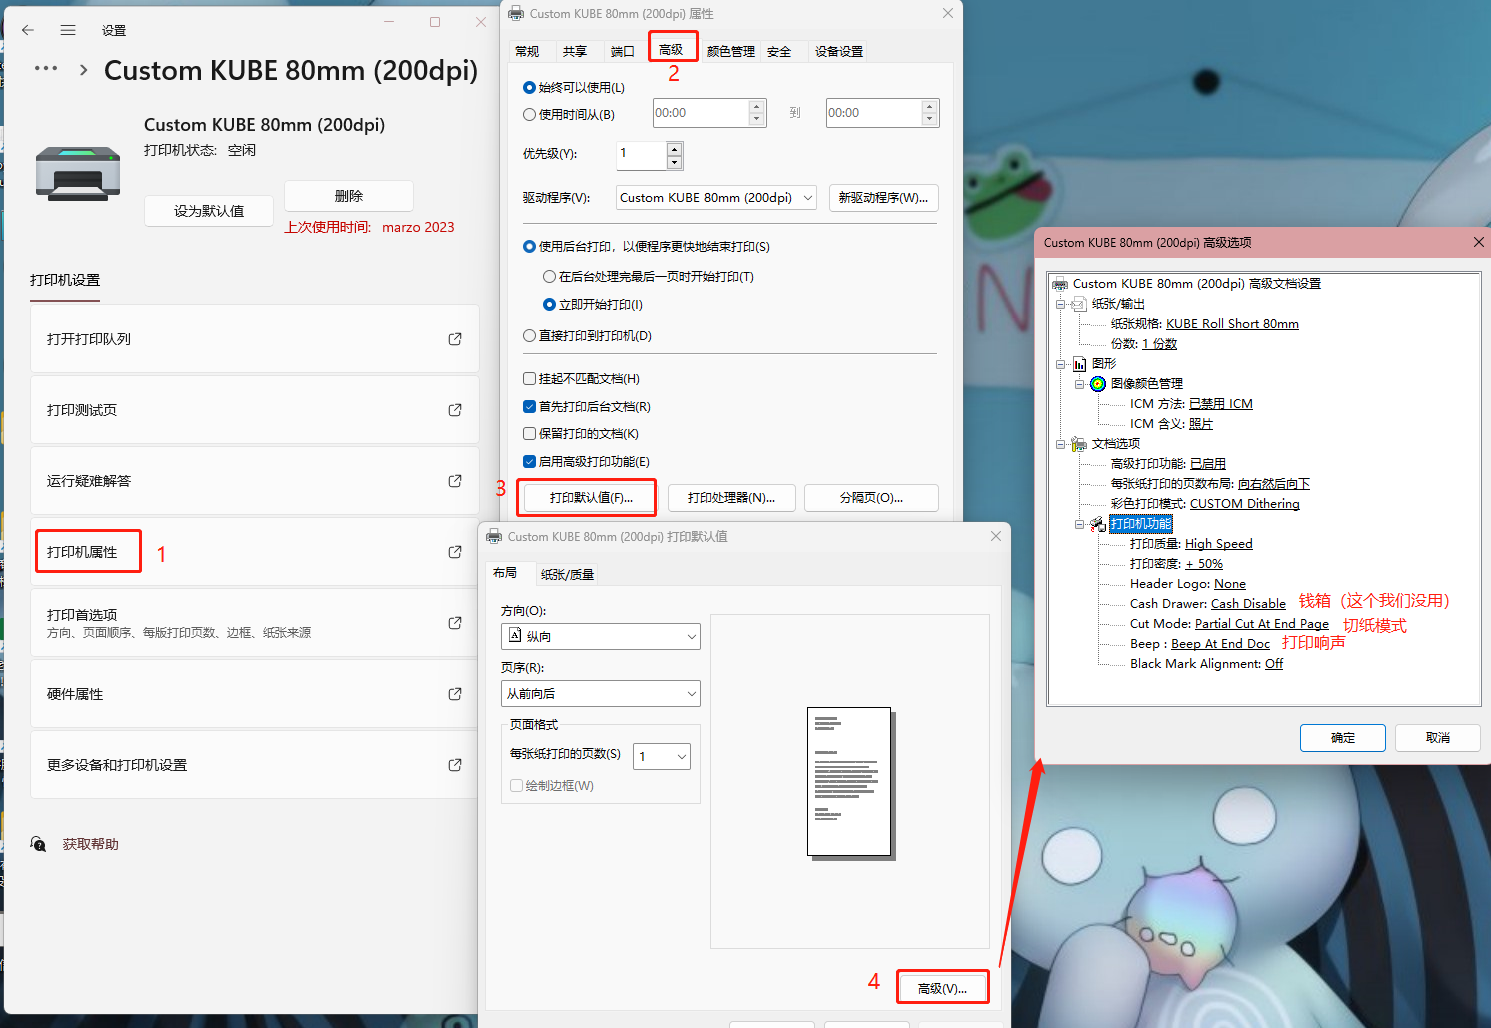 设置
Custom KUBE 80mm (200dpi)
Custom KUBE 80mm (200dpi)
打印机状态: 空闲
设为默认值
删除
上次使用时间: marzo 2023
打印机设置
打开打印队列
打印测试页
运行疑难解答
打印机属性
1
打印首选项
方向、页面顺序、每版打印页数、边框、纸张来源
硬件属性
更多设备和打印机设置
获取帮助
Custom KUBE 80mm (200dpi) 属性
常规 共享 端口 高级 颜色管理 安全 设备设置
2
始终可以使用(L)
使用时间从(B) 00:00 到 00:00
优先级(Y): 1
驱动程序(V): Custom KUBE 80mm (200dpi) 新驱动程序(W)...
使用后台打印，以便程序更快地结束打印(S)
在后台处理完最后一页时开始打印(T)
立即开始打印(I)
直接打印到打印机(D)
挂起不匹配文档(H)
首先打印后台文档(R)
保留打印的文档(K)
启用高级打印功能(E)
3
打印默认值(F)... 打印处理器(N)... 分隔页(O)...
Custom KUBE 80mm (200dpi) 打印默认值
布局 纸张/质量
方向(O):
纵向
页序(R):
从前向后
页面格式
每张纸打印的页数(S) 1
绘制边框(W)
4
高级(V)...
Custom KUBE 80mm (200dpi) 高级选项
Custom KUBE 80mm (200dpi) 高级文档设置
纸张/输出
纸张规格: KUBE Roll Short 80mm
份数: 1 份数
图形
图像颜色管理
ICM 方法: 已禁用 ICM
ICM 含义: 照片
文档选项
高级打印功能: 已启用
每张纸打印的页数布局: 向右然后向下
彩色打印模式: CUSTOM Dithering
打印机功能
打印质量: High Speed
打印密度: + 50%
Header Logo: None
Cash Drawer: Cash Disable 钱箱（这个我们没用）
Cut Mode: Partial Cut At End Page 切纸模式
Beep : Beep At End Doc 打印响声
Black Mark Alignment: Off
确定 取消